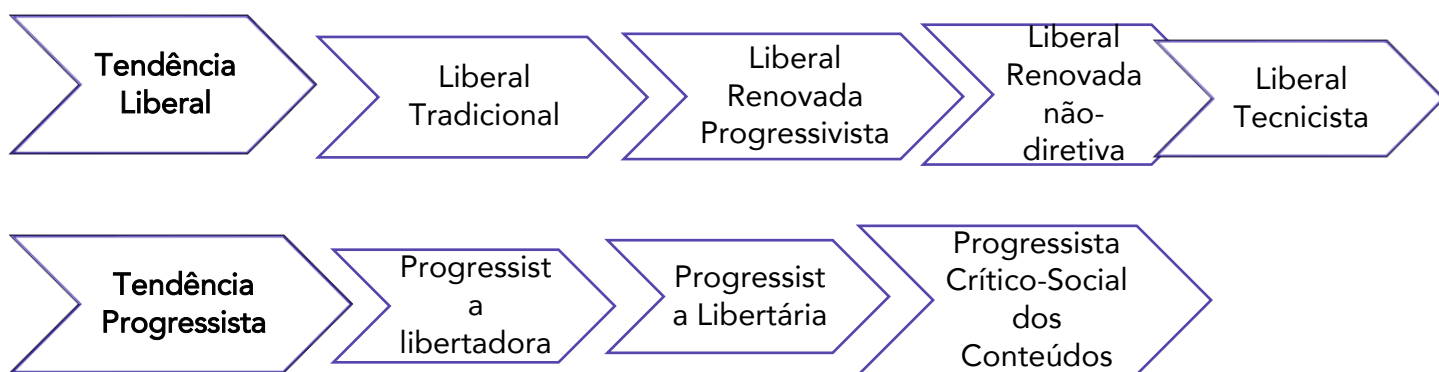 Tendência
Liberal
Liberal
Tradicional
Liberal
Renovada
Progressivista
Liberal
Renovada
não-
diretiva
Liberal
Tecnicista
Tendência
Progressista
Progressist
a
libertadora
Progressist
a Libertária
Progressista
Crítico-Social
dos
Conteúdos